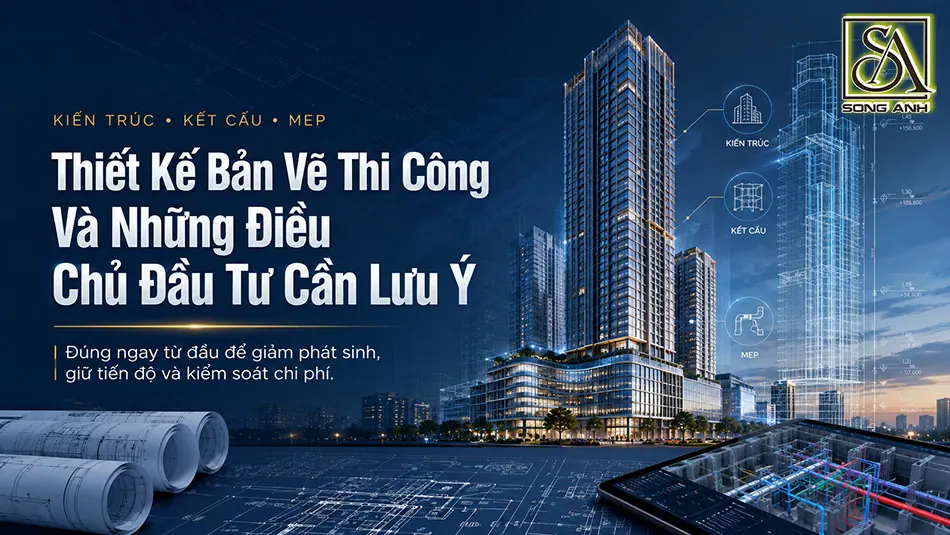 SA
SONG ANH
KIẾN TRÚC • KẾT CẤU • MEP
Thiết Kế Bản Vẽ Thi Công
Và Những Điều
Chủ Đầu Tư Cần Lưu Ý
Đúng ngay từ đầu để giảm phát sinh,
giữ tiến độ và kiểm soát chi phí.
KIẾN TRÚC
KẾT CẤU
MEP